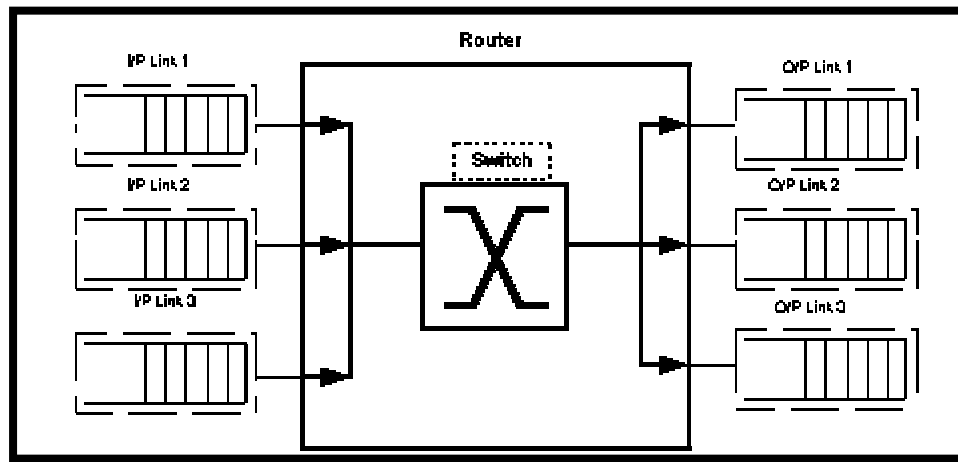 Router
I/P Link 1
O/P Link 1
Switch
I/P Link 2
O/P Link 2
I/P Link 3
O/P Link 3